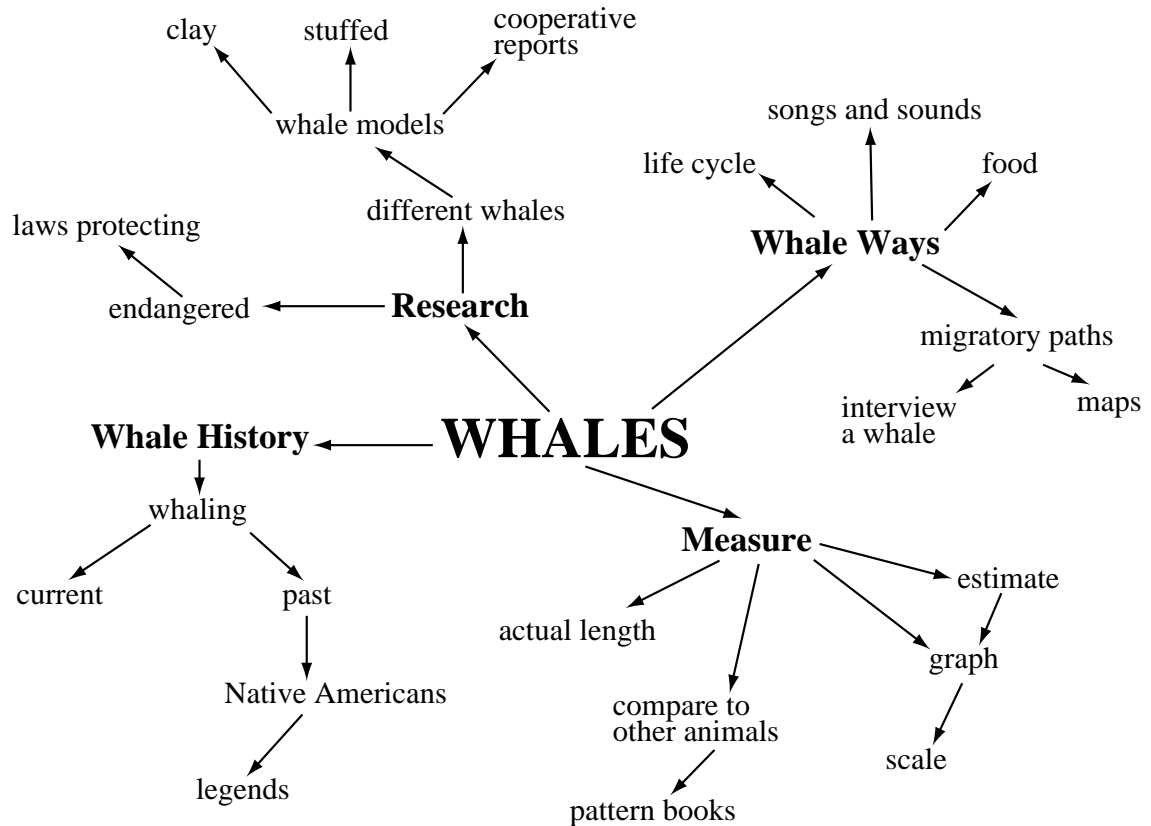 clay
stuffed
cooperative
reports
whale models
songs and sounds
life cycle
food
different whales
laws protecting
Whale Ways
endangered
Research
migratory paths
interview
a whale
maps
Whale History
WHALES
whaling
Measure
current
past
estimate
actual length
graph
Native Americans
compare to
other animals
scale
legends
pattern books